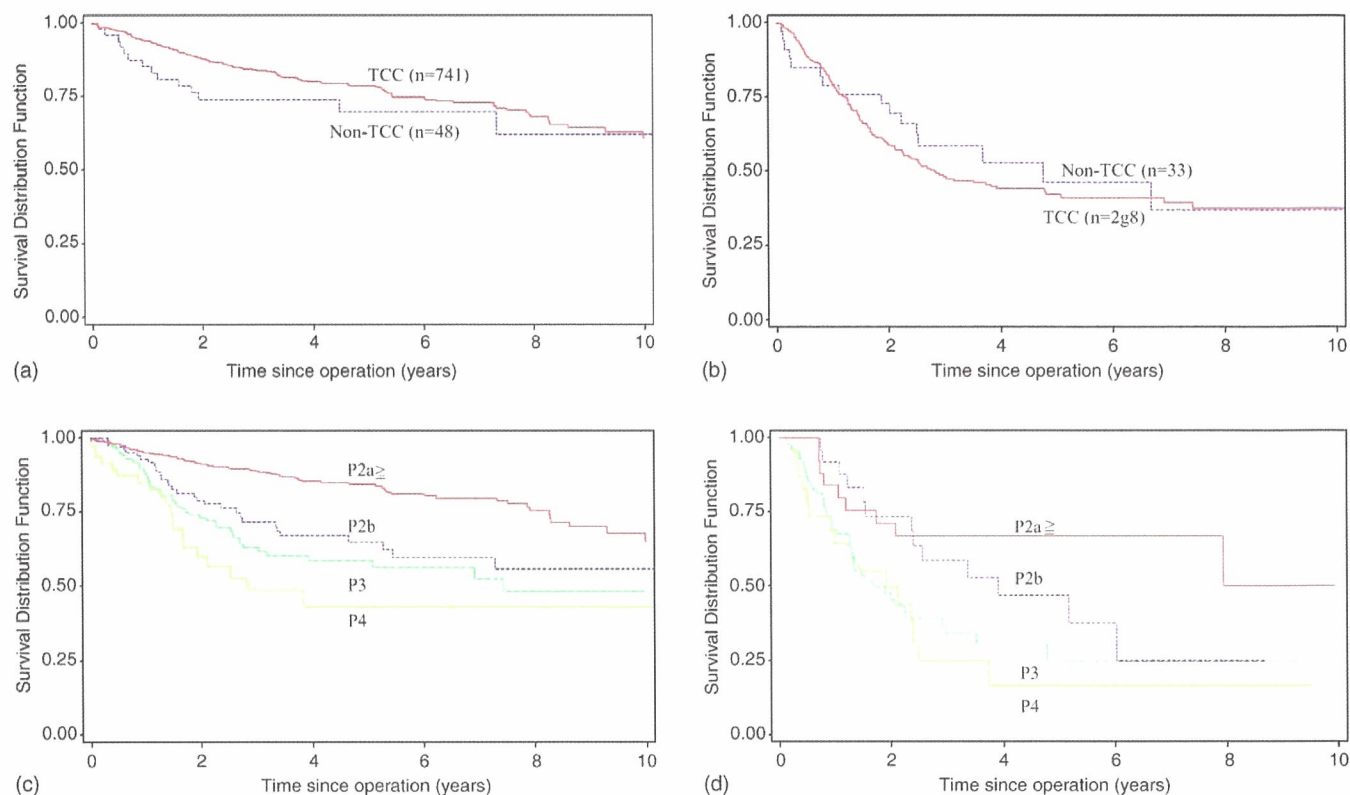 1.00
0.75
0.50
0.25
0.00
Survival Distribution Function
TCC (n=741)
Non-TCC (n=48)
0 2 4 6 8 10
Time since operation (years)
(a)
1.00
0.75
0.50
0.25
0.00
Survival Distribution Function
Non-TCC (n=33)
TCC (n=2g8)
0 2 4 6 8 10
Time since operation (years)
(b)
1.00
0.75
0.50
0.25
0.00
Survival Distribution Function
P2a≧
P2b
P3
P4
0 2 4 6 8 10
Time since operation (years)
(c)
1.00
0.75
0.50
0.25
0.00
Survival Distribution Function
P2a≧
P2b
P3
P4
0 2 4 6 8 10
Time since operation (years)
(d)